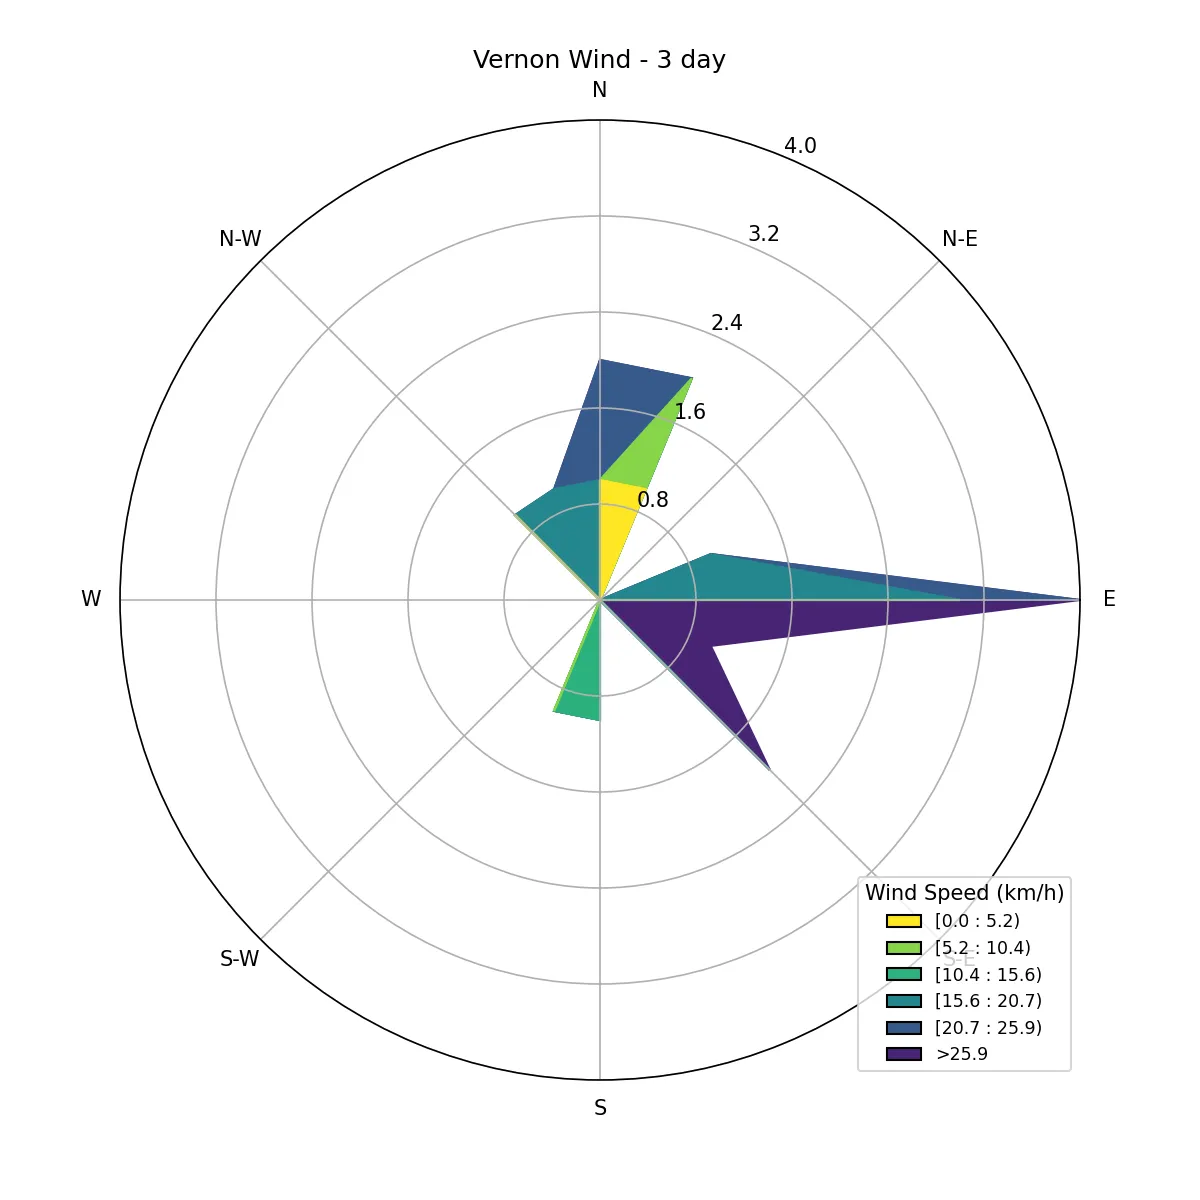 Vernon Wind - 3 day
N
4.0
N-W
3.2
N-E
2.4
1.6
0.8
W
E
Wind Speed (km/h)
[0.0 : 5.2)
[5.2 : 10.4)
S-W
S-E
[10.4 : 15.6)
[15.6 : 20.7)
[20.7 : 25.9)
>25.9
S